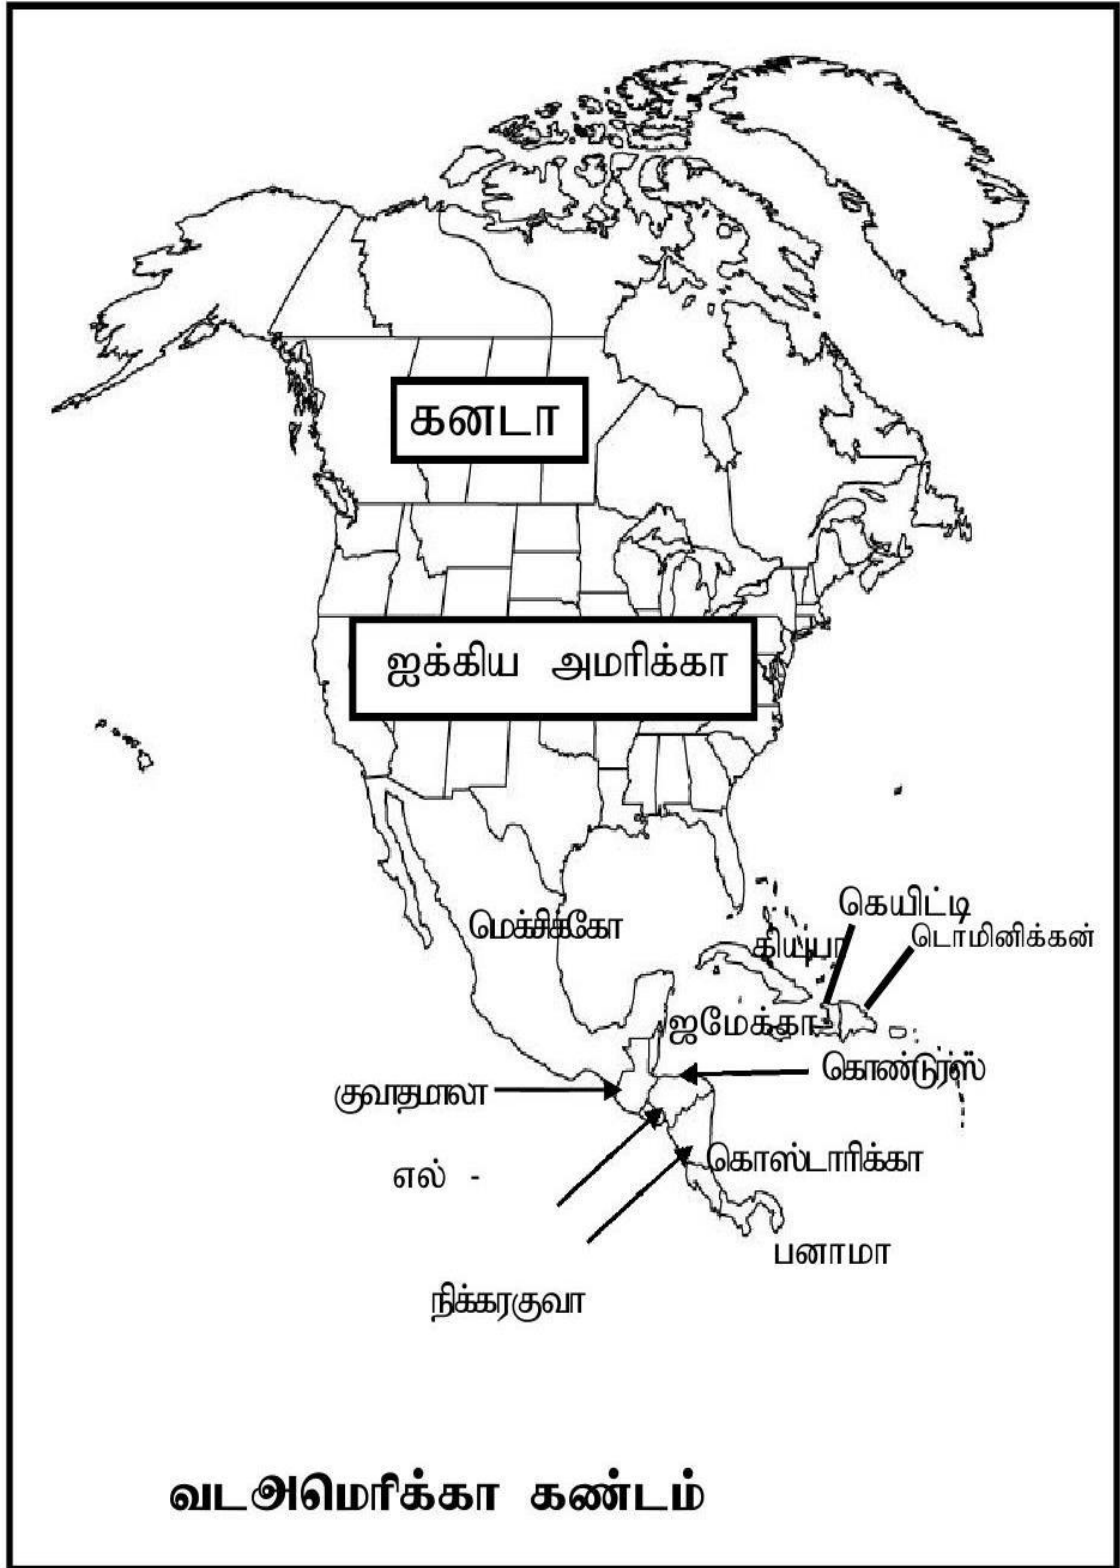 கனடா
ஐக்கிய அமரிக்கா
கெயிட்டி
மெக்சிக்கோ
கியூபா
டொமினிக்கன்
ஜமேக்கா
கொண்டுரஸ்
குவாதமாலா
கொஸ்டாரிக்கா
எல் -
பனாமா
நிக்கரகுவா
வடஅமெரிக்கா கண்டம்